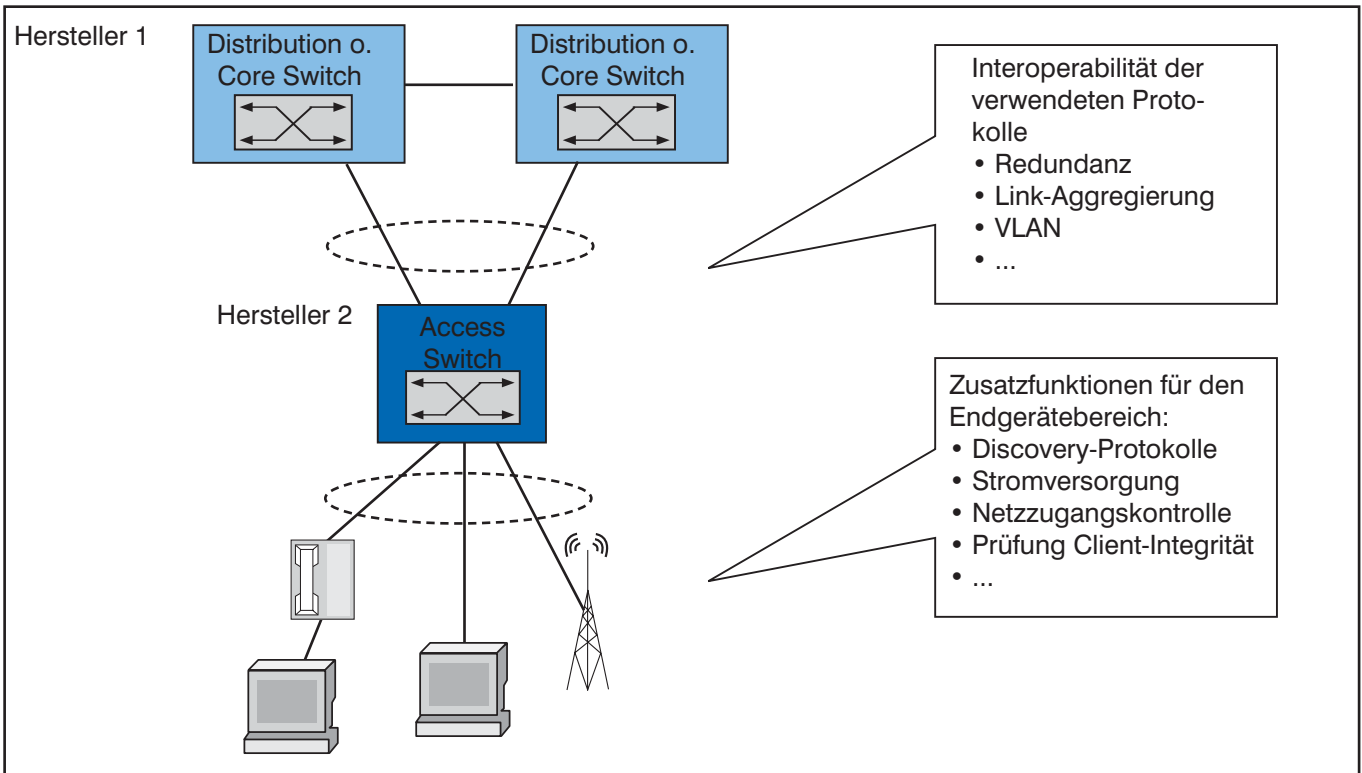 Hersteller 1
Distribution o.
Core Switch
Distribution o.
Core Switch
Interoperabilität der
verwendeten Proto-
kolle
• Redundanz
• Link-Aggregierung
• VLAN
• ...
Hersteller 2
Access
Switch
Zusatzfunktionen für den
Endgerätebereich:
• Discovery-Protokolle
• Stromversorgung
• Netzzugangskontrolle
• Prüfung Client-Integrität
• ...